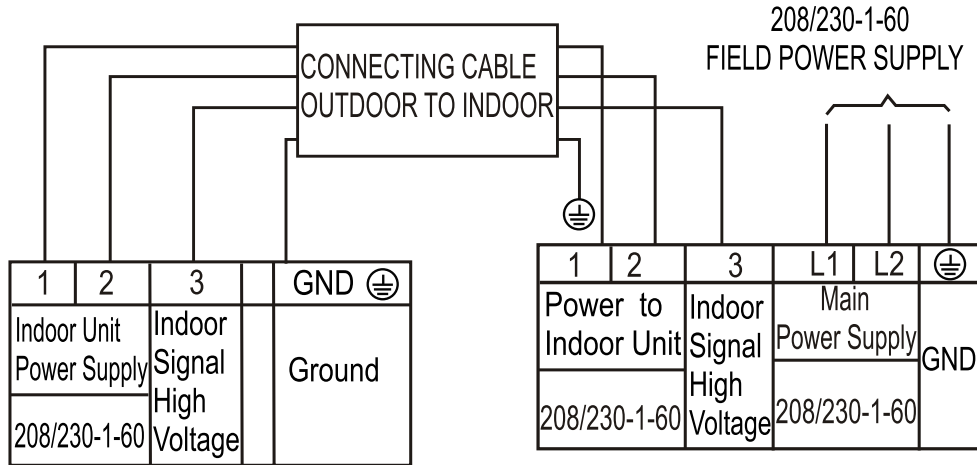 208/230-1-60
FIELD POWER SUPPLY
CONNECTING CABLE
OUTDOOR TO INDOOR
1 2 3 GND
Indoor Unit
Power Supply
208/230-1-60
Indoor
Signal
High
Voltage
Ground
1 2 3 L1 L2
Power to
Indoor Unit
208/230-1-60
Indoor
Signal
High
Voltage
Main
Power Supply
208/230-1-60
GND